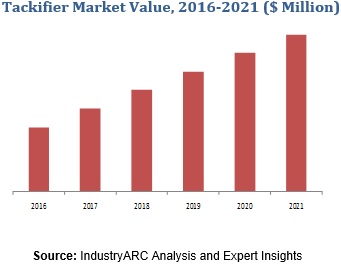 Tackifier Market Value, 2016-2021 ($ Million)
2016 2017 2018 2019 2020 2021
Source: IndustryARC Analysis and Expert Insights